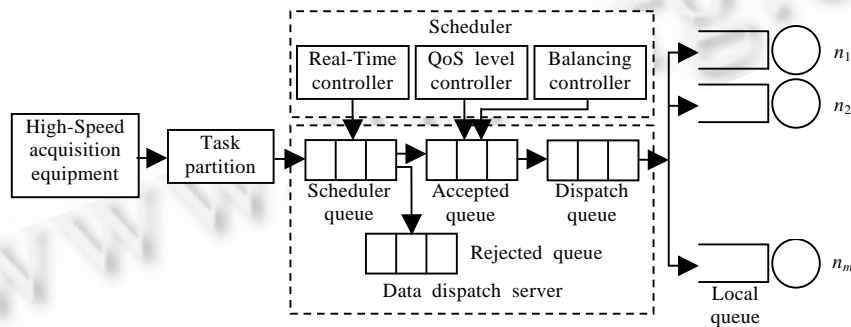 Scheduler
Real-Time
controller
QoS level
controller
Balancing
controller
High-Speed
acquisition
equipment
Task
partition
Scheduler
queue
Accepted
queue
Dispatch
queue
Rejected queue
Data dispatch server
n1
n2
nm
Local
queue